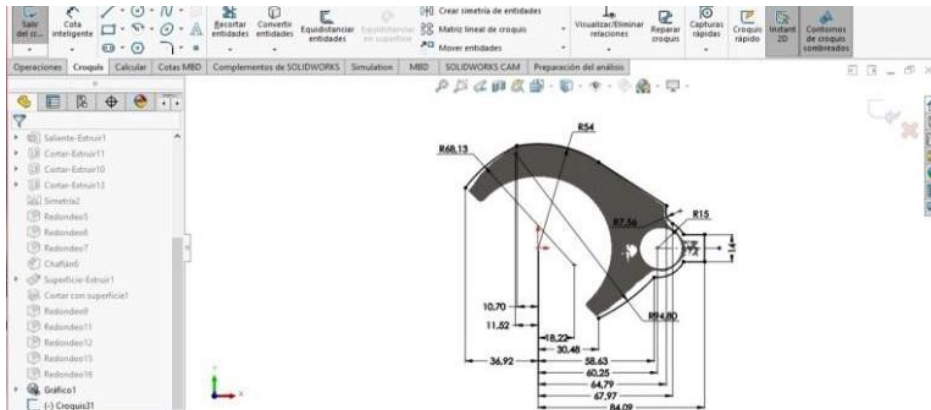 Salir del cr...
Cota inteligente
Recortar entidades
Convertir entidades
Equidistanciar entidades
Equidistanciar en superficie
Crear simetría de entidades
Matriz lineal de croquis
Mover entidades
Visualizar/Eliminar relaciones
Reparar croquis
Capturas rápidas
Croquis rápido
Instant 2D
Contornos de croquis sombreados
Operaciones Croquis Calcular Cotas MBD Complementos de SOLIDWORKS Simulation MBD SOLIDWORKS CAM Preparación del análisis
Saliente-Extruir1
Cortar-Extruir11
Cortar-Extruir10
Cortar-Extruir13
Simetría2
Redondeo5
Redondeo6
Redondeo7
Chaflán6
Superficie-Extruir1
Cortar con superficie1
Redondeo9
Redondeo11
Redondeo12
Redondeo15
Redondeo16
Gráfico1
(-) Croquis31
R54
R68,13
R7,56
R15
14
10,70
11,52
R94,80
18,22
30,48
36,92
58,63
60,25
64,79
67,97
84,09
Y
X